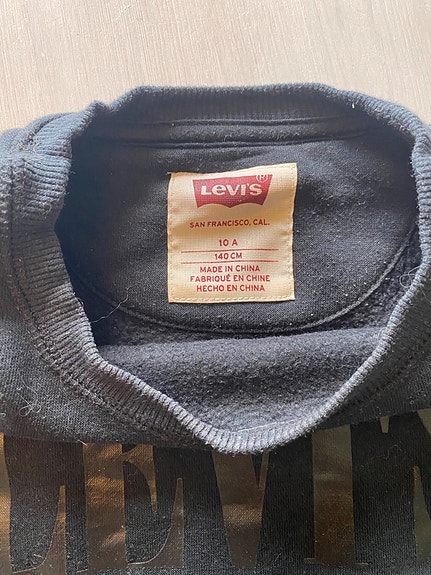 LEVI'S®
SAN FRANCISCO, CAL.
10 A
140 CM
MADE IN CHINA
FABRIQUÉ EN CHINE
HECHO EN CHINA